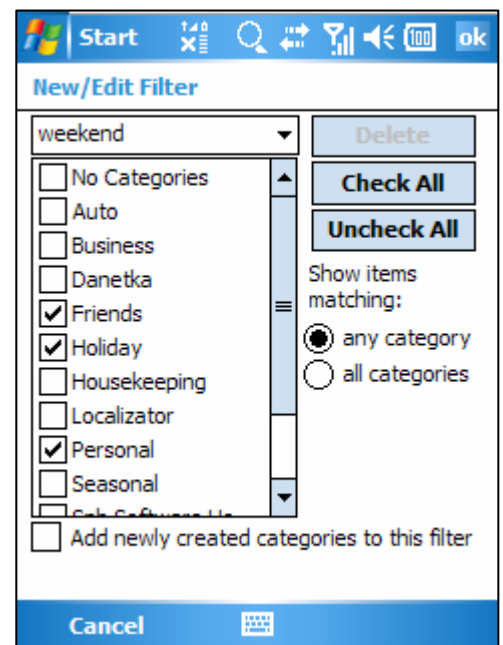 Start 100 ok
New/Edit Filter
weekend
Delete
No Categories
Check All
Auto
Uncheck All
Business
Danetka
Show items
matching:
Friends
any category
Holiday
all categories
Housekeeping
Localizator
Personal
Seasonal
Add newly created categories to this filter
Cancel